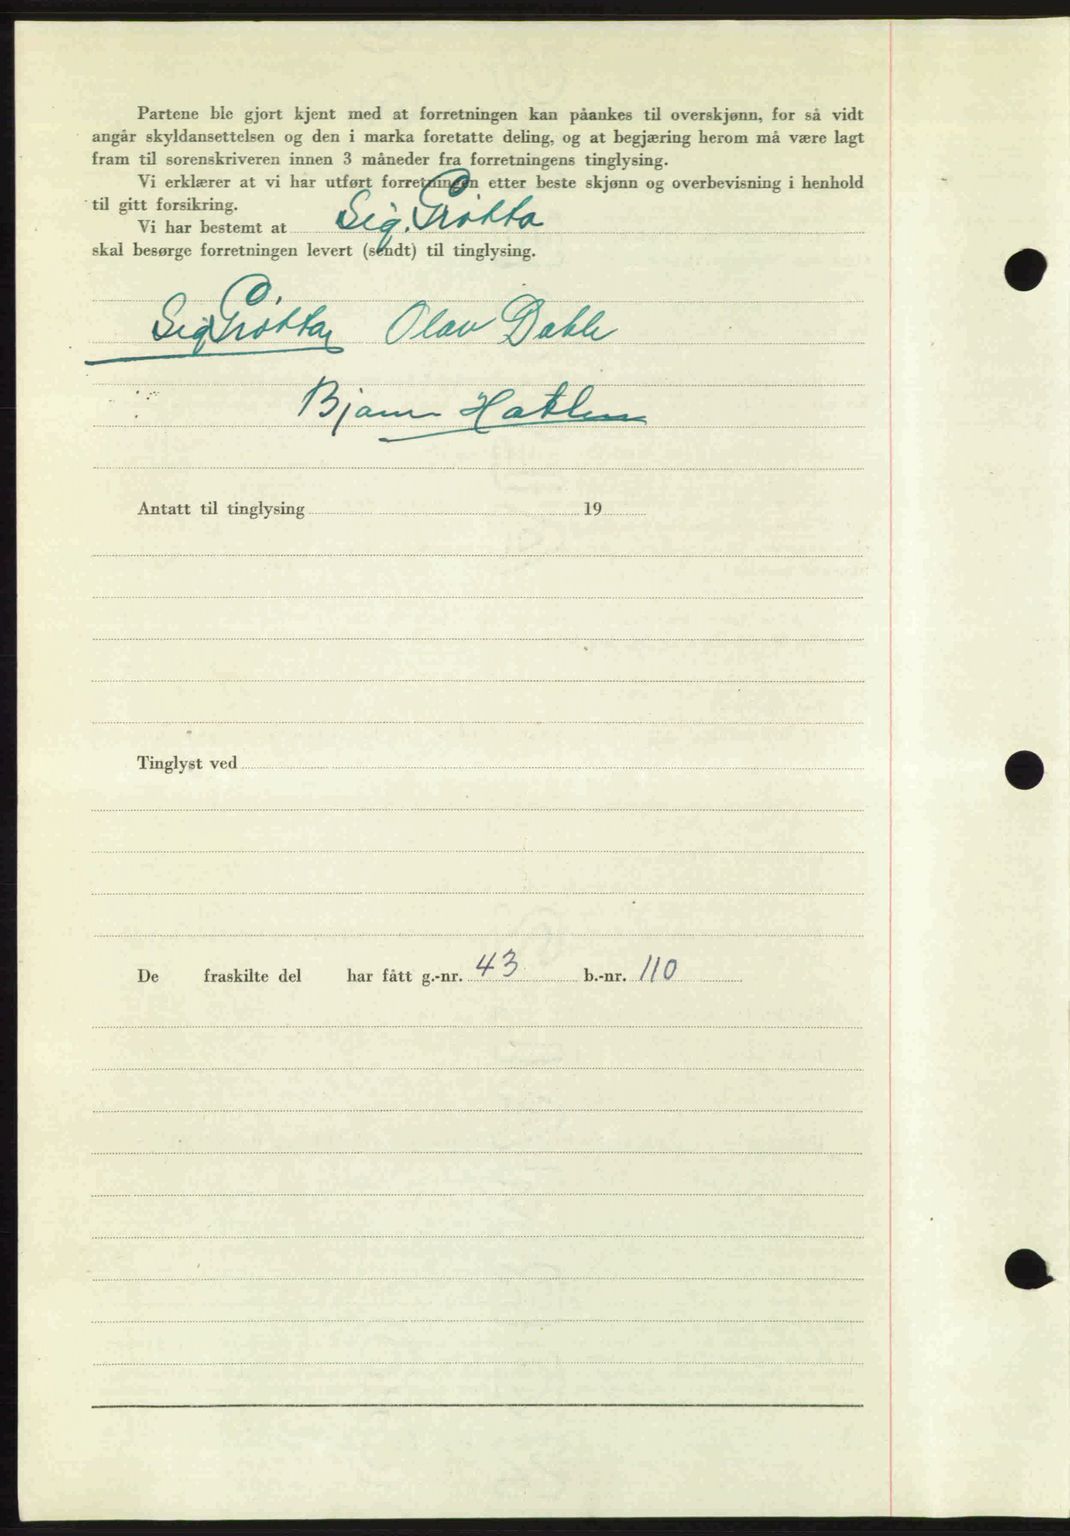 Partene ble gjort kjent med at forretningen kan påankes til overskjønn, for så vidt
angår skyldansettelsen og den i marka foretatte deling, og at begjæring herom må være lagt
fram til sorenskriveren innen 3 måneder fra forretningens tinglysing.
Vi erklærer at vi har utført forretningen etter beste skjønn og overbevisning i henhold
til gitt forsikring.
Vi har bestemt at Sig. Grøtta
skal besørge forretningen levert (sendt) til tinglysing.
Sig. Grøtta Olav Dahle
Bjarne
Antatt til tinglysing 19
Tinglyst ved
De fraskilte del har fått g.-nr. 43 b.-nr. 110